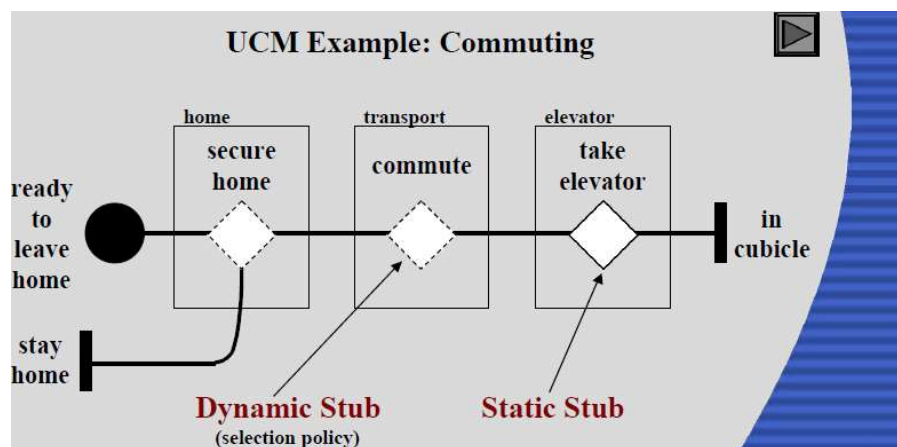 UCM Example: Commuting
home
transport
elevator
secure
home
commute
take
elevator
ready
to
leave
home
in
cubicle
stay
home
Dynamic Stub
(selection policy)
Static Stub